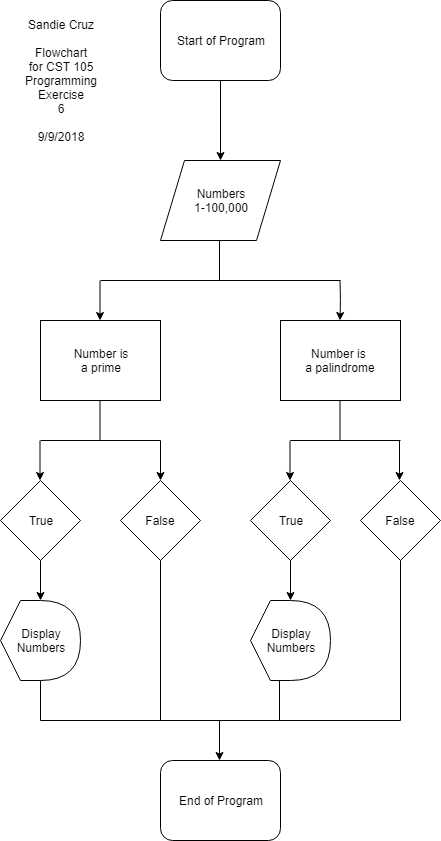 Sandie Cruz
Flowchart
for CST 105
Programming
Exercise
6
9/9/2018
Start of Program
Numbers
1-100,000
Number is
a prime
Number is
a palindrome
True
False
True
False
Display
Numbers
Display
Numbers
End of Program